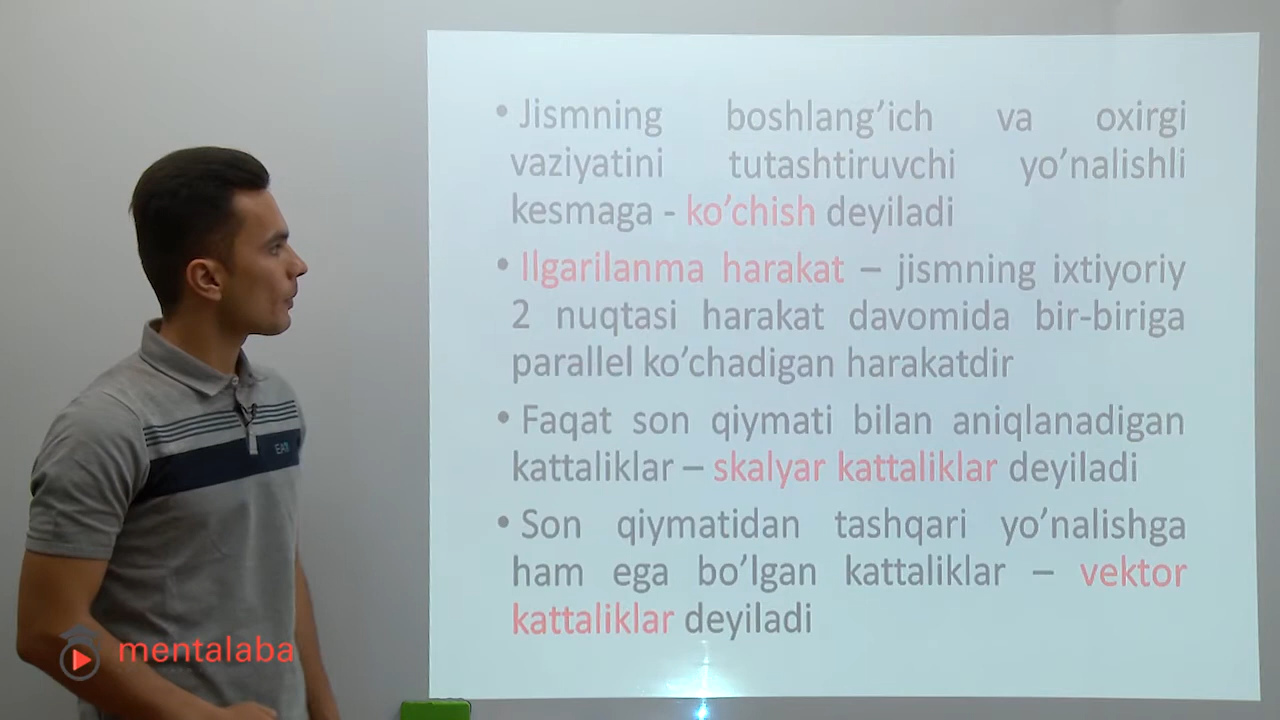 • Jismning boshlang’ich va oxirgi
vaziyatini tutashtiruvchi yo’nalishli
kesmaga - ko’chish deyiladi
• Ilgarilanma harakat – jismning ixtiyoriy
2 nuqtasi harakat davomida bir-biriga
parallel ko’chadigan harakatdir
• Faqat son qiymati bilan aniqlanadigan
kattaliklar – skalyar kattaliklar deyiladi
• Son qiymatidan tashqari yo’nalishga
ham ega bo’lgan kattaliklar – vektor
kattaliklar deyiladi
EA7
mentalaba